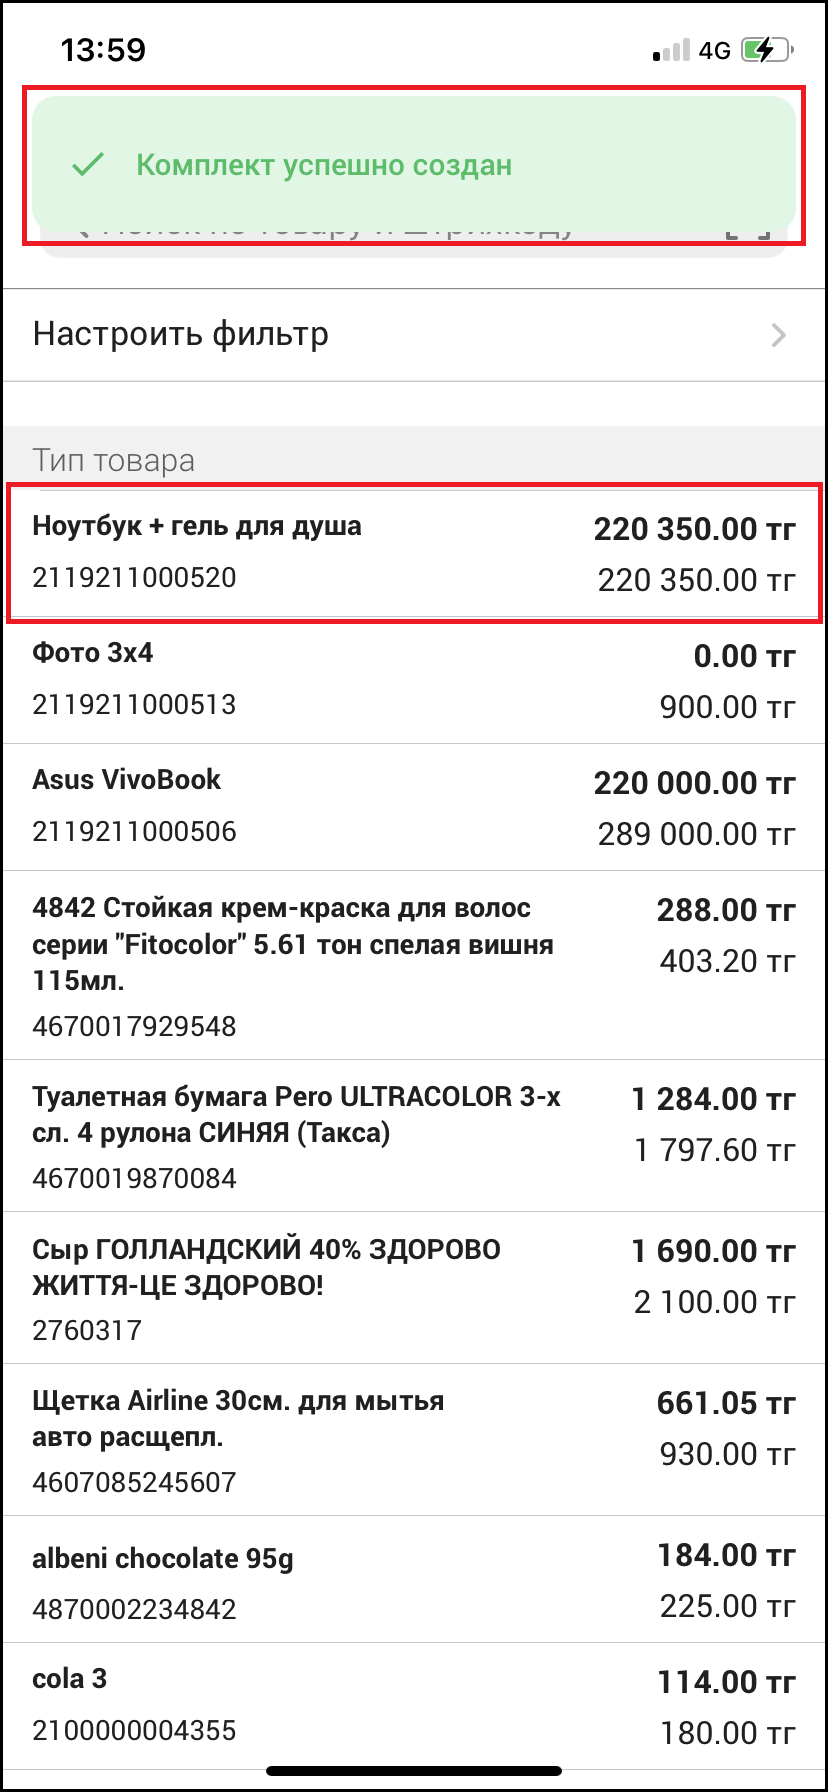 13:59
4G
Комплект успешно создан
Настроить фильтр
Тип товара
Ноутбук + гель для душа
220 350.00 тг
2119211000520
220 350.00 тг
Фото 3x4
0.00 тг
2119211000513
900.00 тг
Asus VivoBook
220 000.00 тг
2119211000506
289 000.00 тг
4842 Стойкая крем-краска для волос
288.00 тг
серии "Fitocolor" 5.61 тон спелая вишня
403.20 тг
115мл.
4670017929548
Туалетная бумага Pero ULTRACOLOR 3-х
1 284.00 тг
сл. 4 рулона СИНЯЯ (Такса)
1 797.60 тг
4670019870084
Сыр ГОЛЛАНДСКИЙ 40% ЗДОРОВО
1 690.00 тг
ЖИТТЯ-ЦЕ ЗДОРОВО!
2 100.00 тг
2760317
Щетка Airline 30см. для мытья
661.05 тг
авто расщепл.
930.00 тг
4607085245607
albeni chocolate 95g
184.00 тг
4870002234842
225.00 тг
cola 3
114.00 тг
2100000004355
180.00 тг